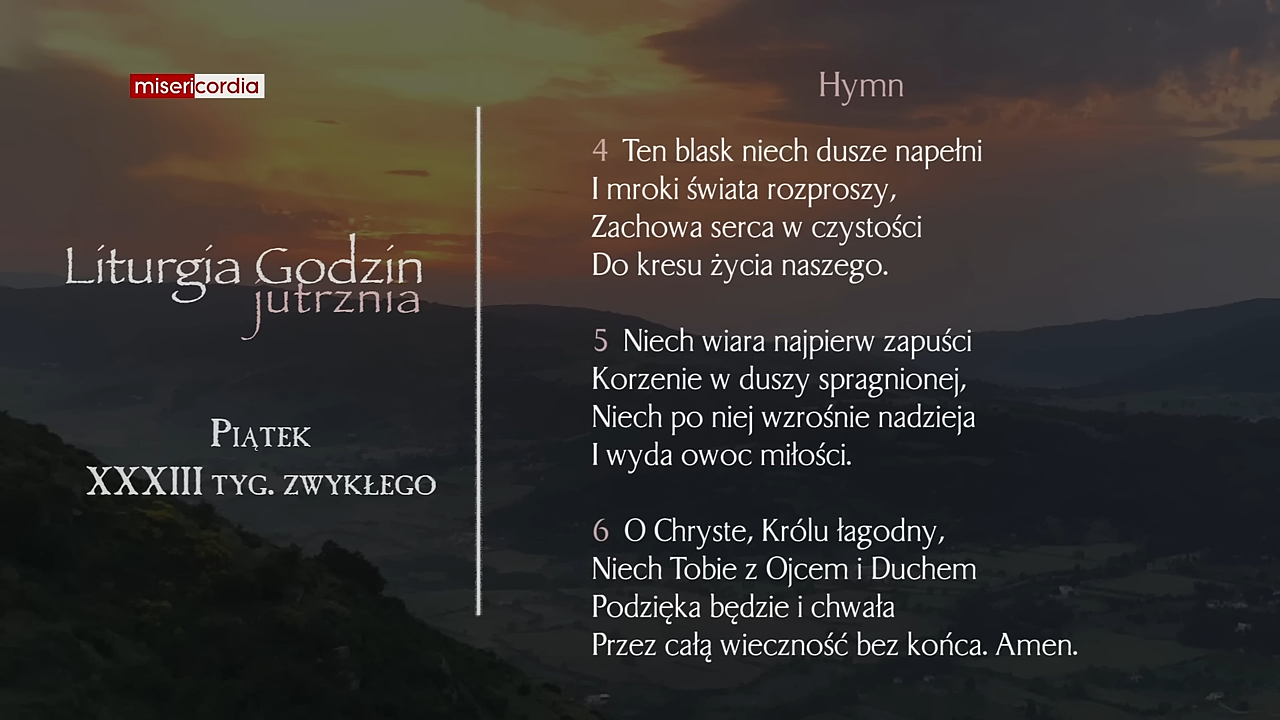 misericordia
Liturgia Godzin
jutrznia
Piątek
XXXIII tyg. zwykłego
Hymn
4 Ten blask niech dusze napełni
I mroki świata rozproszy,
Zachowa serca w czystości
Do kresu życia naszego.
5 Niech wiara najpierw zapuści
Korzenie w duszy spragnionej,
Niech po niej wzrośnie nadzieja
I wyda owoc miłości.
6 O Chryste, Królu łagodny,
Niech Tobie z Ojcem i Duchem
Podzięka będzie i chwała
Przez całą wieczność bez końca. Amen.